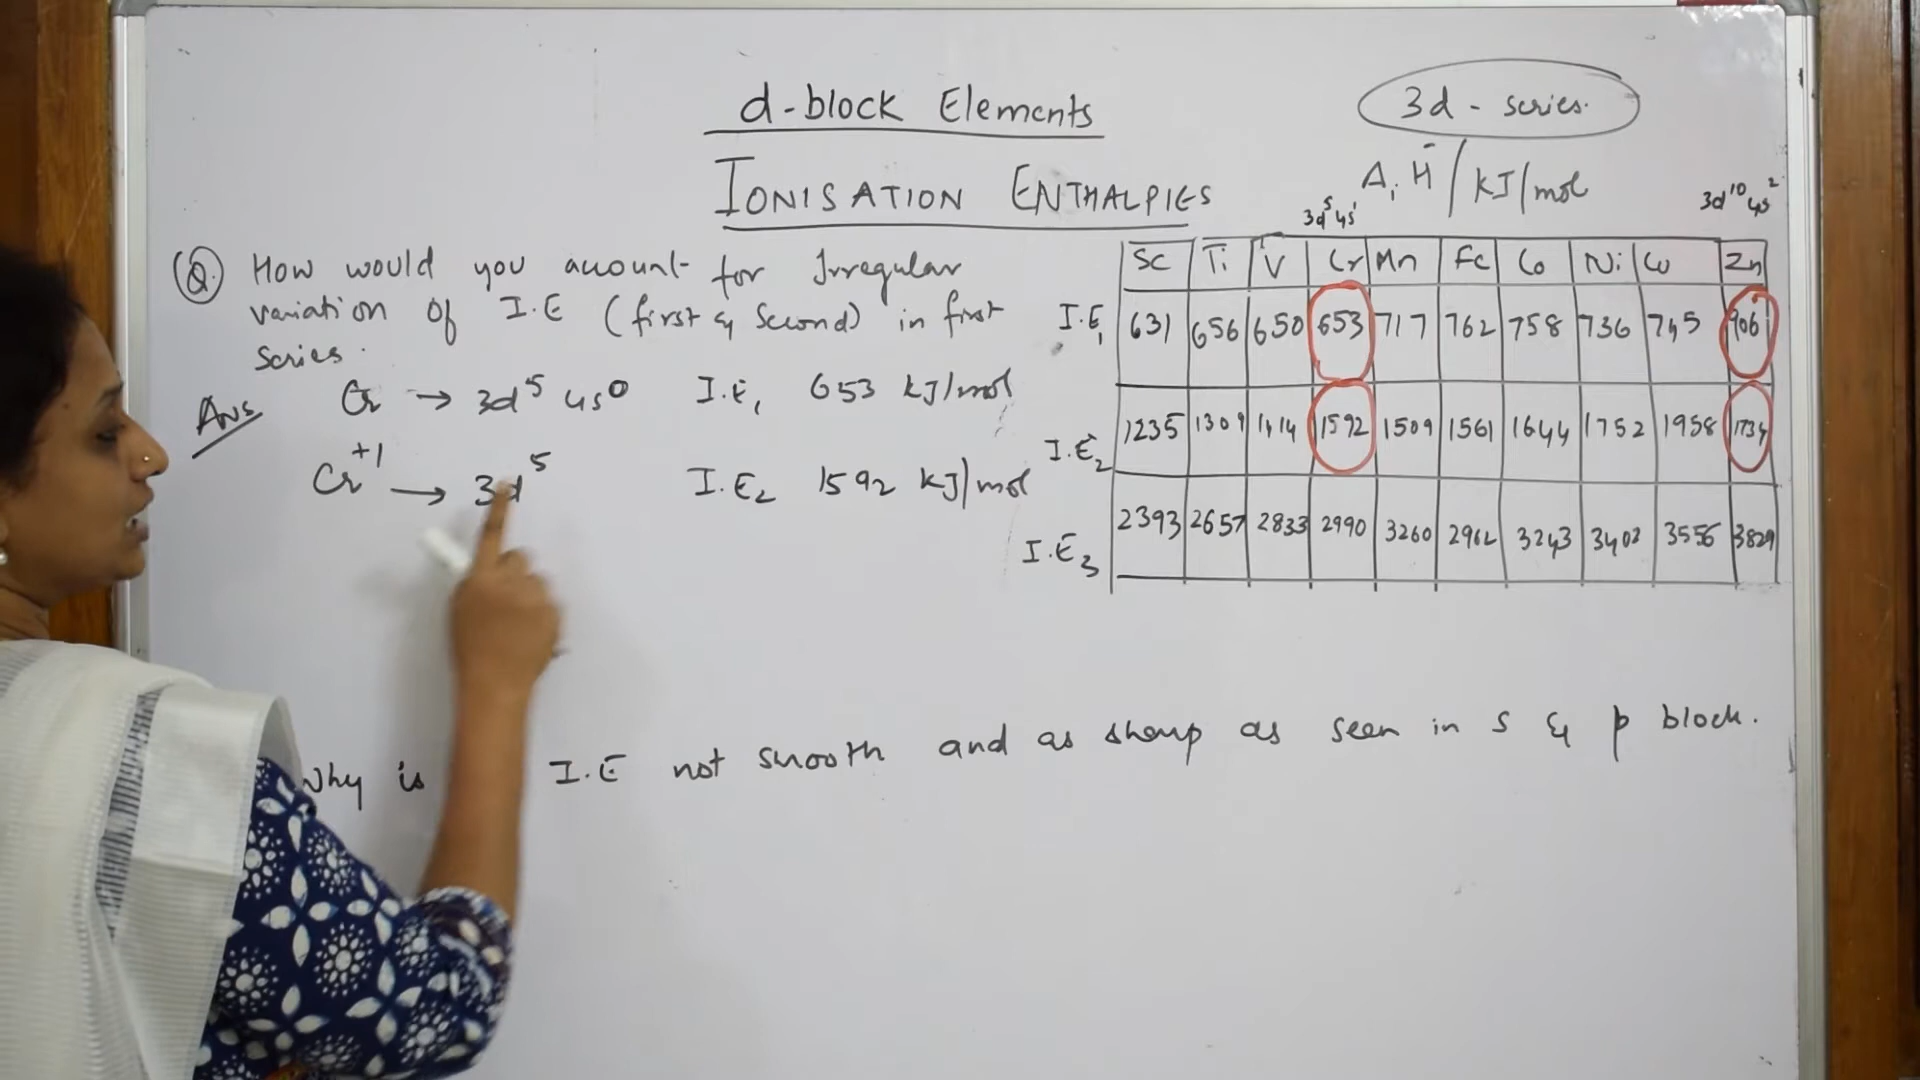 d-block Elements
3d - series.
IONISATION ENTHALPIES
ΔiH / kJ/mol
3d⁵4s¹
3d¹⁰4s²
(Q.) How would you account for Irregular
variation of I.E (first & Second) in first
series.
Ans
Cr → 3d⁵ 4s⁰ I.E₁ 653 kJ/mol
Cr⁺¹ → 3d⁵ I.E₂ 1592 kJ/mol
Sc Ti V Cr Mn Fe Co Ni Cu Zn
I.E₁ 631 656 650 653 717 762 758 736 745 906
I.E₂ 1235 1309 1414 1592 1509 1561 1644 1752 1958 1734
I.E₃ 2393 2657 2833 2990 3260 2962 3243 3402 3556 3829
Why is I.E not smooth and as sharp as seen in s & p block.